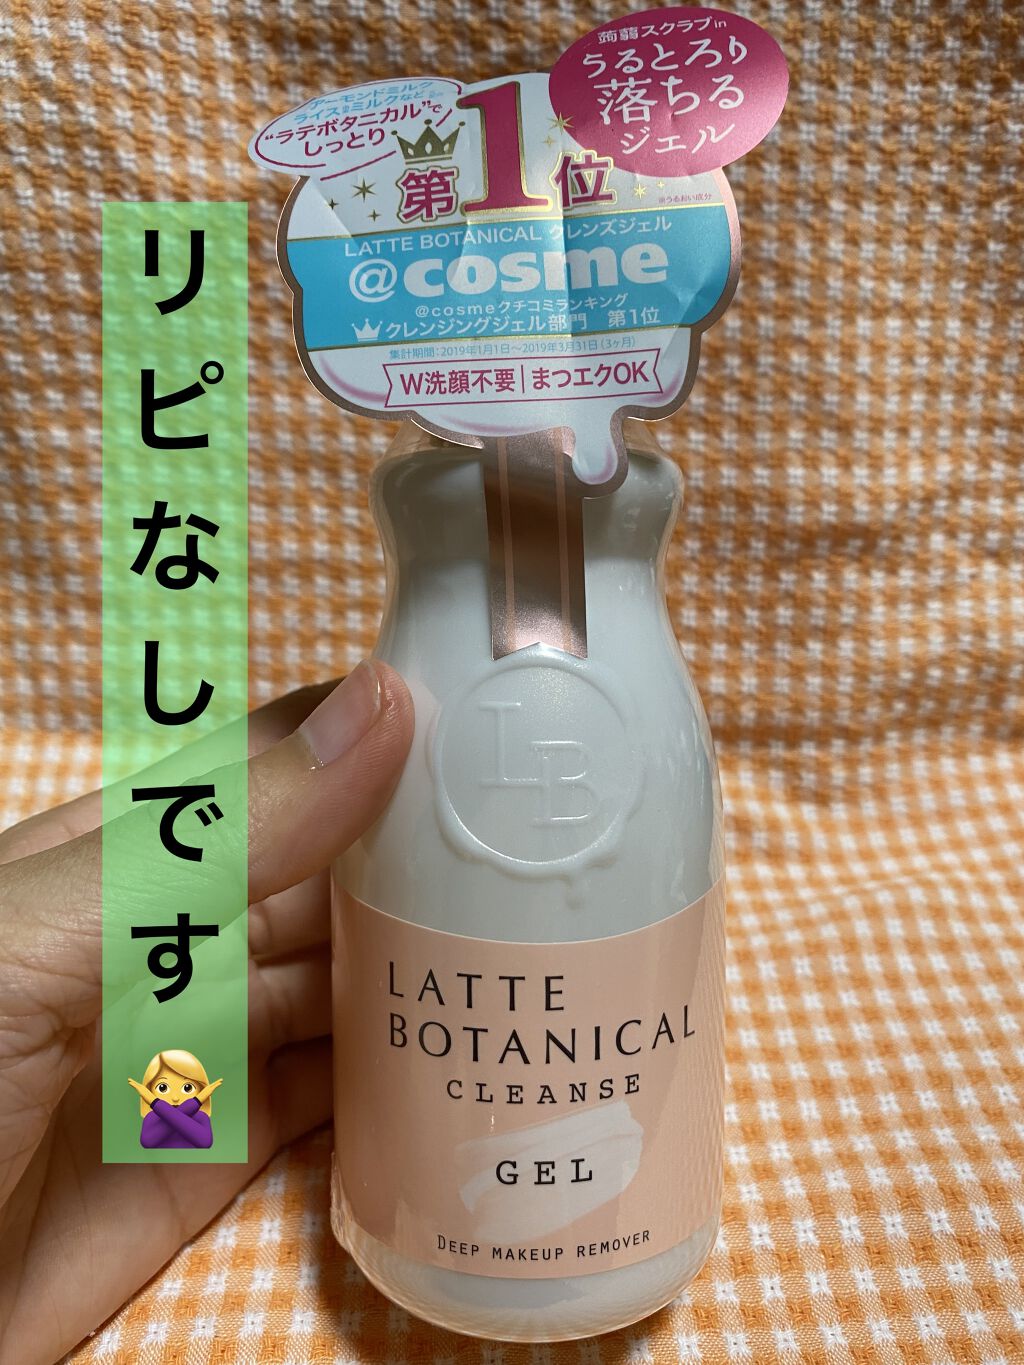 蒟蒻スクラブin
うるとろり
落ちる
ジェル
アーモンドミルク
ライスミルクなど
“ラテボタニカル”で
しっとり
第1位
※うるおい成分
LATTE BOTANICAL クレンズジェル
@cosme
@cosmeクチコミランキング
クレンジングジェル部門 第1位
集計期間:2019年1月1日〜2019年3月31日(3ヶ月)
W洗顔不要|まつエクOK
リピなしです🙅‍♀️
LB
LATTE
BOTANICAL
CLEANSE
GEL
DEEP MAKEUP REMOVER